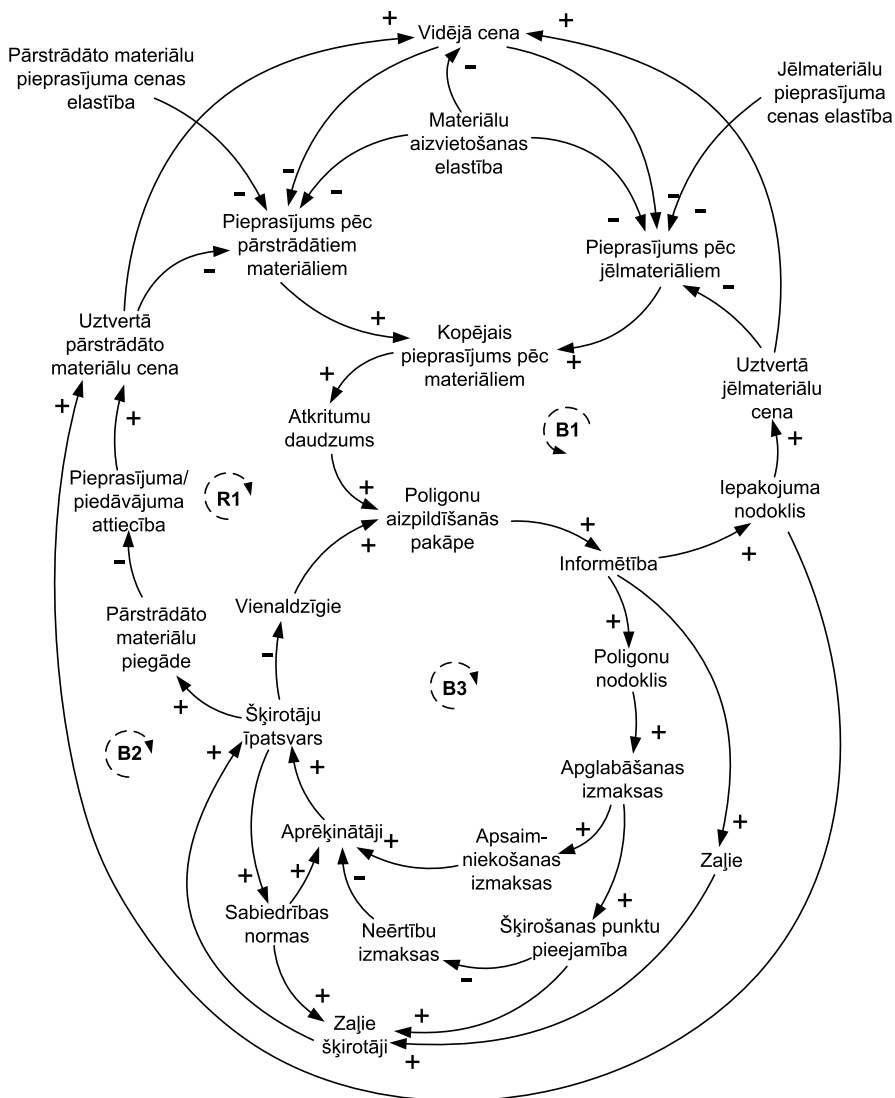 +
Vidējā cena
+
Pārstrādāto materiālu
pieprasījuma cenas
elastība
-
Jēlmateriālu
pieprasījuma
cenas elastība
Materiālu
aizvietošanas
elastība
-
-
-
-
-
-
Pieprasījums pēc
pārstrādātiem
materiāliem
Pieprasījums pēc
jēlmateriāliem
-
-
Uztvertā
pārstrādāto
materiālu cena
+
Kopējais
pieprasījums pēc
materiāliem
+
Uztvertā
jēlmateriālu
cena
+
+
+
Atkritumu
daudzums
B1
+
Pieprasījuma/
piedāvājuma
attiecība
R1
+
Poligonu
aizpildīšanās
pakāpe
Iepakojuma
nodoklis
+
+
+
Informētība
-
Pārstrādāto
materiālu
piegāde
Vienaldzīgie
+
Poligonu
nodoklis
-
B3
+
Šķirotāju
īpatsvars
+
B2
+
+
Apglabāšanas
izmaksas
Aprēķinātāji
+
+
Apsaim-
niekošanas
izmaksas
+
Zaļie
+
+
-
+
Sabiedrības
normas
Neērtību
izmaksas
Šķirošanas punktu
pieejamība
-
+
Zaļie
šķirotāji
+
+